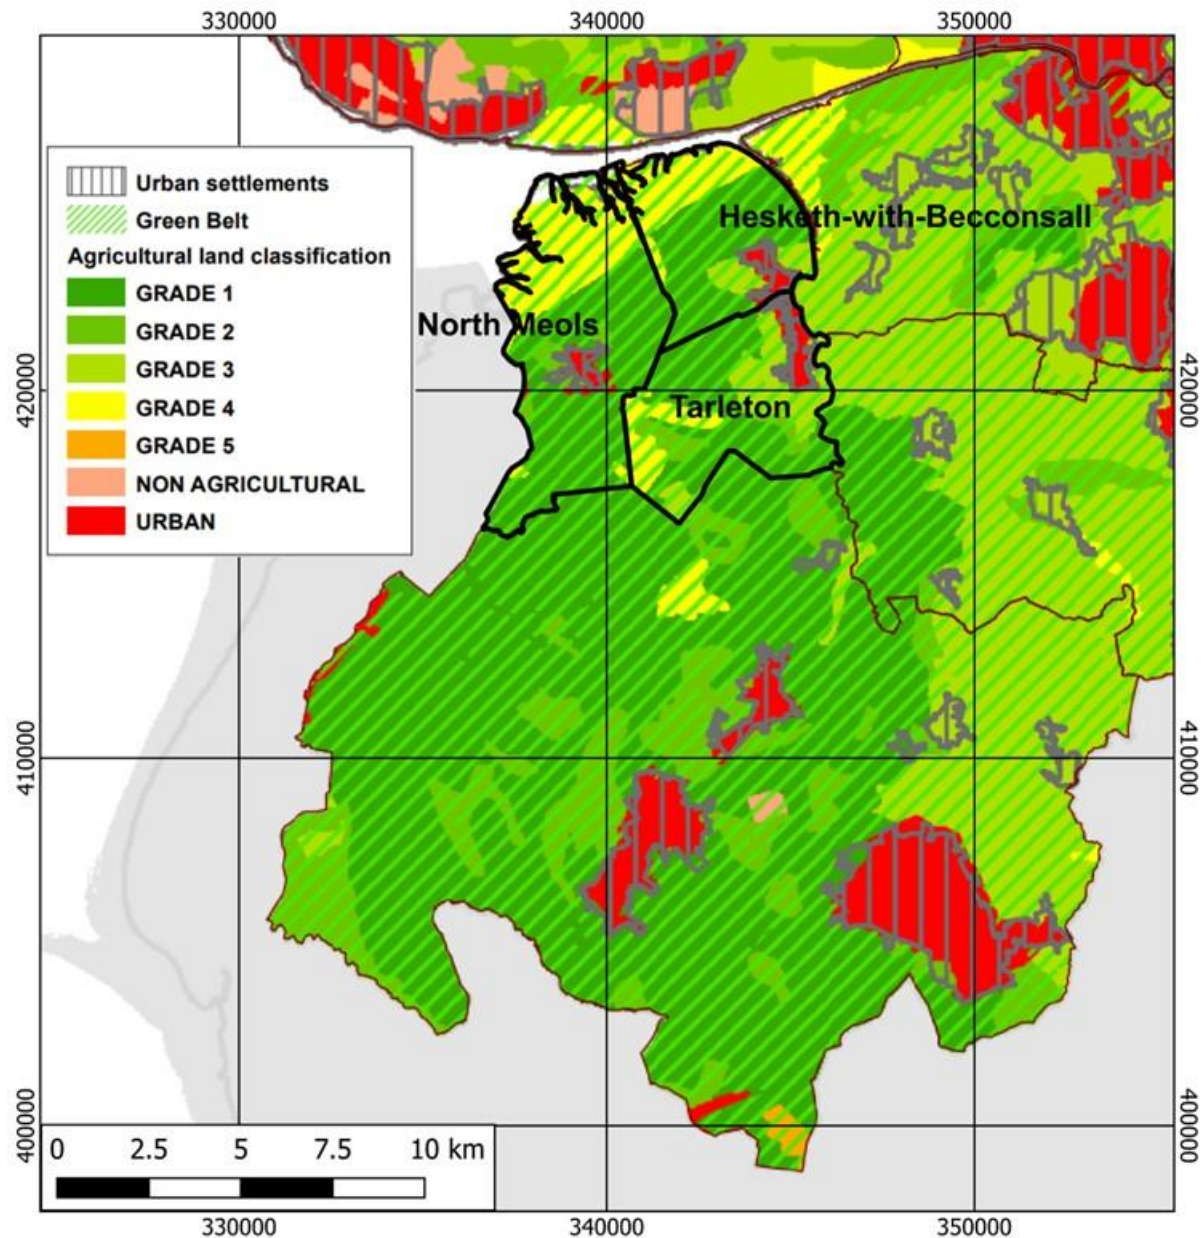 330000 340000 350000
Urban settlements
Green Belt
Agricultural land classification
GRADE 1
GRADE 2
GRADE 3
GRADE 4
GRADE 5
NON AGRICULTURAL
URBAN
Hesketh-with-Becconsall
North Meols
Tarleton
420000 420000
410000 410000
400000 400000
0 2.5 5 7.5 10 km
330000 340000 350000